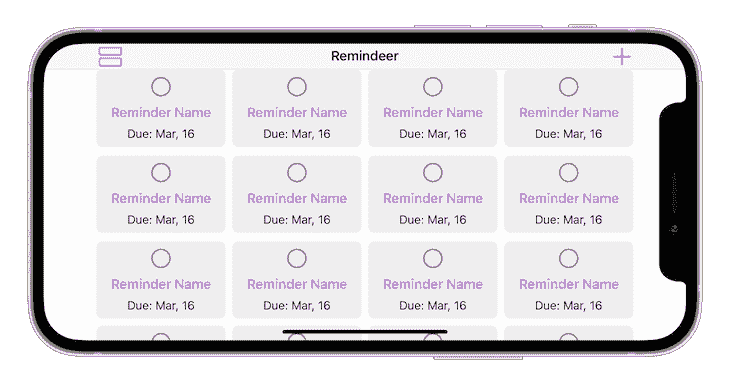 Remindeer
Reminder Name Reminder Name Reminder Name Reminder Name
Due: Mar, 16 Due: Mar, 16 Due: Mar, 16 Due: Mar, 16
Reminder Name Reminder Name Reminder Name Reminder Name
Due: Mar, 16 Due: Mar, 16 Due: Mar, 16 Due: Mar, 16
Reminder Name Reminder Name Reminder Name Reminder Name
Due: Mar, 16 Due: Mar, 16 Due: Mar, 16 Due: Mar, 16